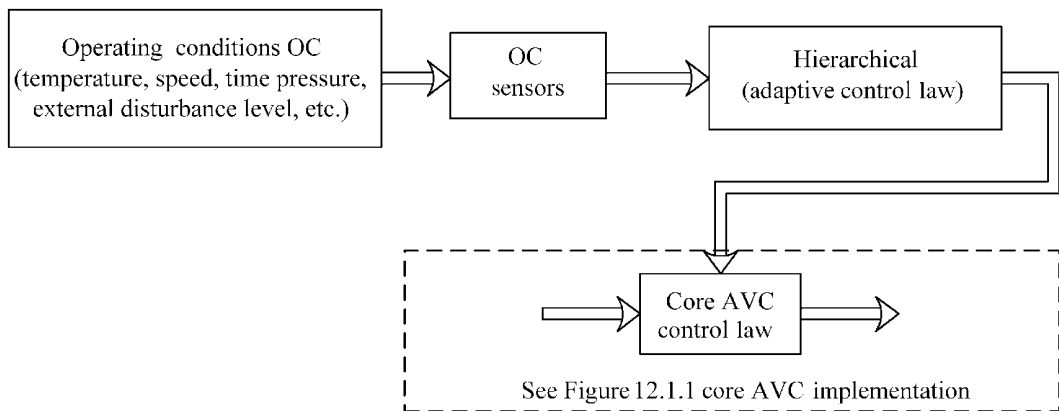 Operating conditions OC
(temperature, speed, time pressure,
external disturbance level, etc.)
OC
sensors
Hierarchical
(adaptive control law)
Core AVC
control law
See Figure 12.1.1 core AVC implementation